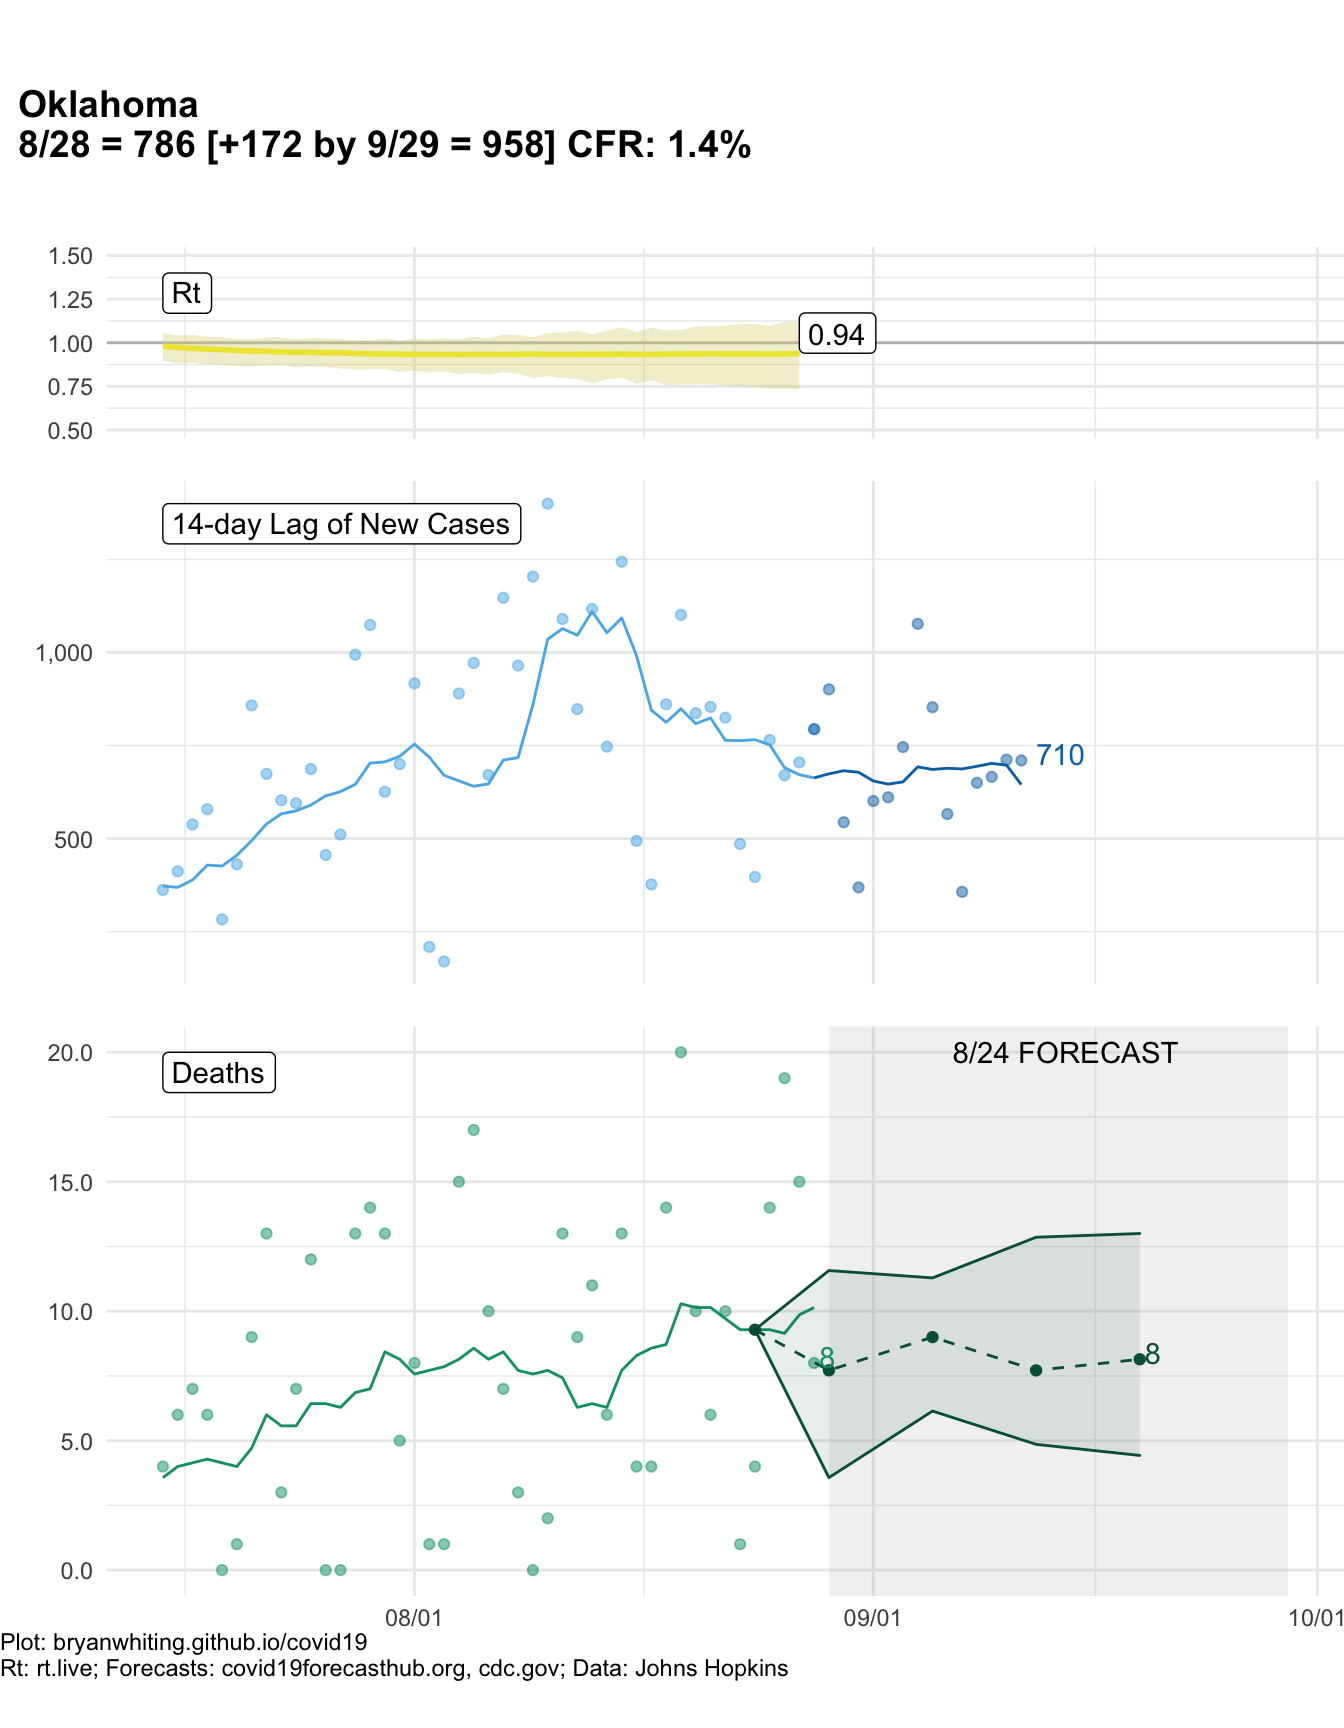 Oklahoma
8/28 = 786 [+172 by 9/29 = 958] CFR: 1.4%
1.50
Rt
1.25
0.94
1.00
0.75
0.50
14-day Lag of New Cases
1,000
710
500
20.0
8/24 FORECAST
Deaths
15.0
10.0
8
8
5.0
0.0
08/01
09/01
10/01
Plot: bryanwhiting.github.io/covid19
Rt: rt.live; Forecasts: covid19forecasthub.org, cdc.gov; Data: Johns Hopkins